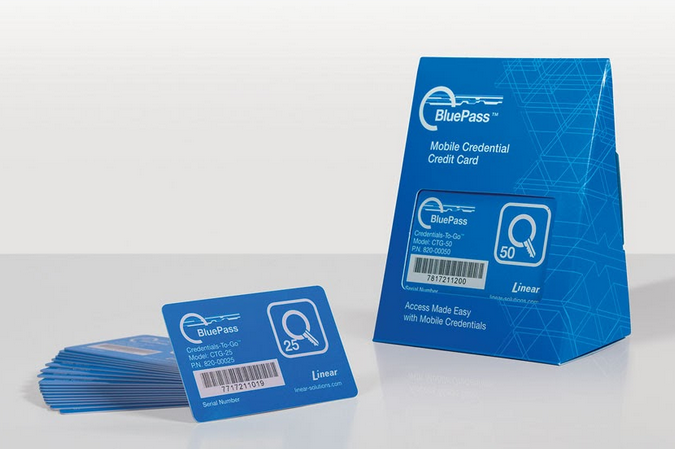 BluePass™
Mobile Credential
Credit Card
BluePass
Credentials-To-Go™
Model: CTG-50
P.N. 820-00050
50
7817211200
Serial Number
Linear
linear-solutions.com
Access Made Easy
with Mobile Credentials
BluePass
Credentials-To-Go™
Model: CTG-25
P.N. 820-00025
25
7717211019
Serial Number
Linear
linear-solutions.com